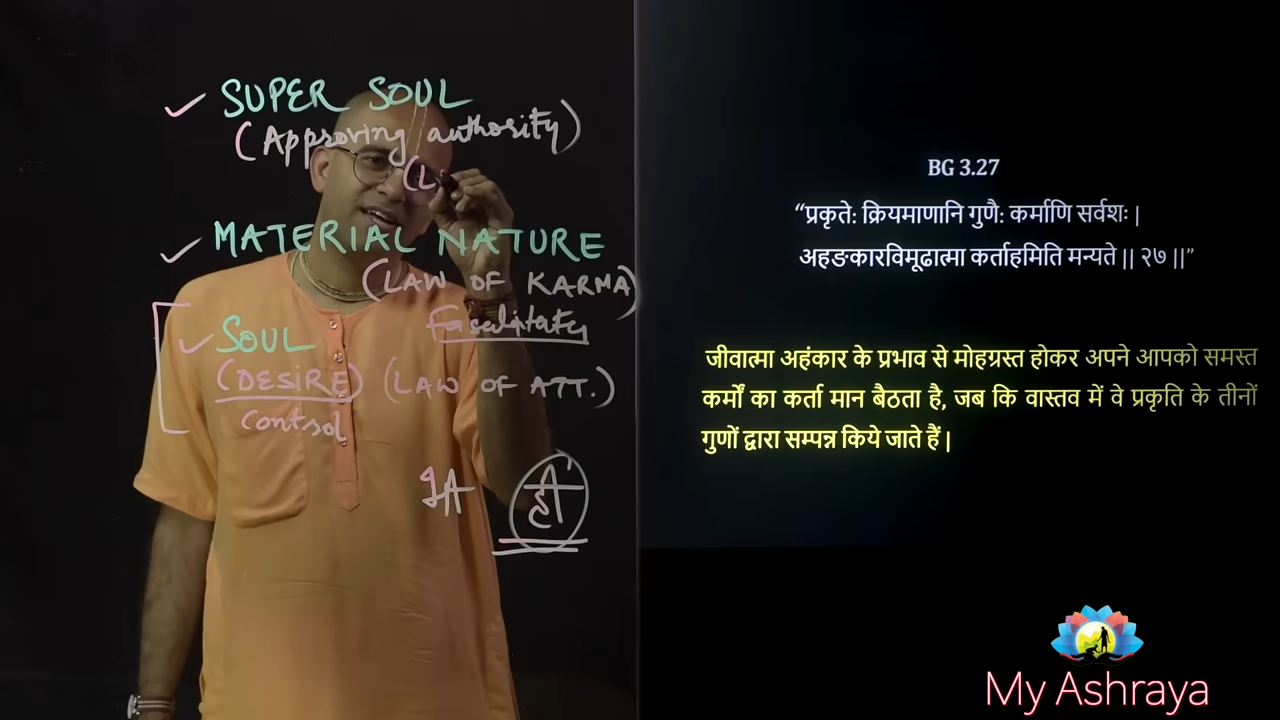 SUPER SOUL
(Approving authority)
(L
MATERIAL NATURE
(LAW OF KARMA)
Fasalitaty
SOUL
(DESIRE) (LAW OF ATT.)
control
भी ही
BG 3.27
“प्रकृते: क्रियमाणानि गुणै: कर्माणि सर्वशः |
अहङकारविमूढात्मा कर्ताहमिति मन्यते || २७ ||”
जीवात्मा अहंकार के प्रभाव से मोहग्रस्त होकर अपने आपको समस्त
कर्मों का कर्ता मान बैठता है, जब कि वास्तव में वे प्रकृति के तीनों
गुणों द्वारा सम्पन्न किये जाते हैं |
My Ashraya